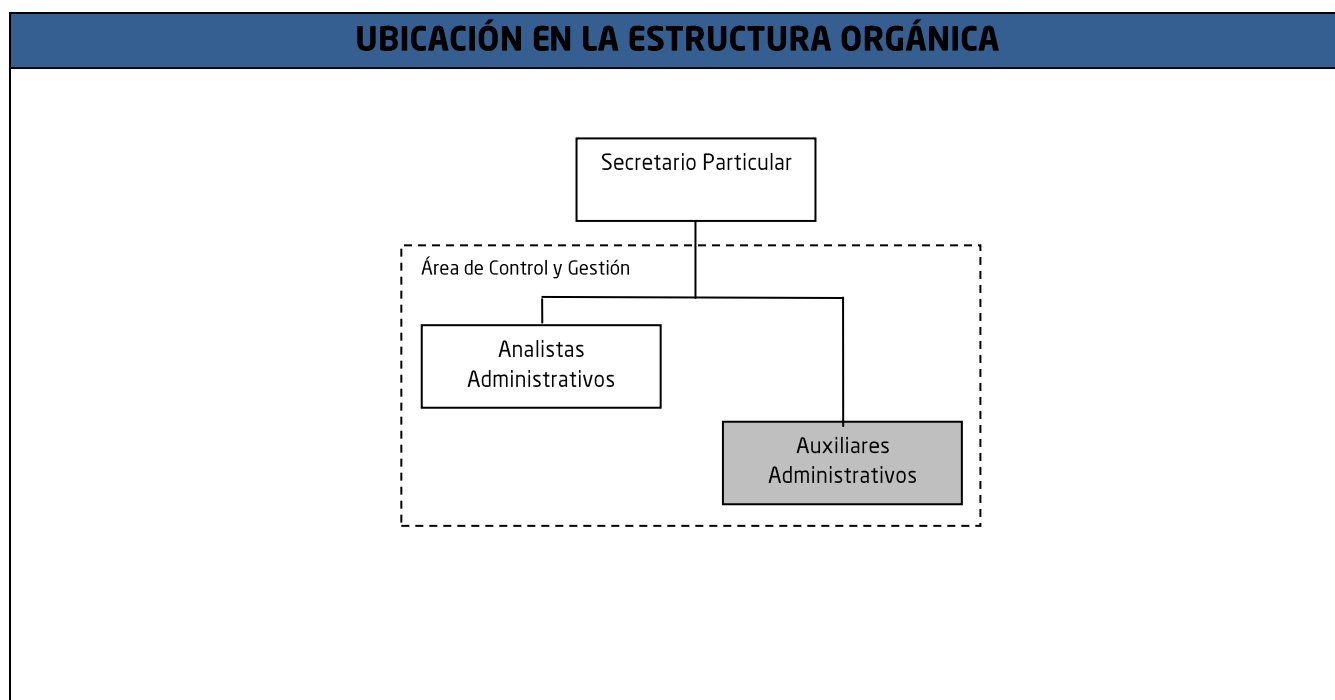 UBICACIÓN EN LA ESTRUCTURA ORGÁNICA
Secretario Particular
Área de Control y Gestión
Analistas
Administrativos
Auxiliares
Administrativos